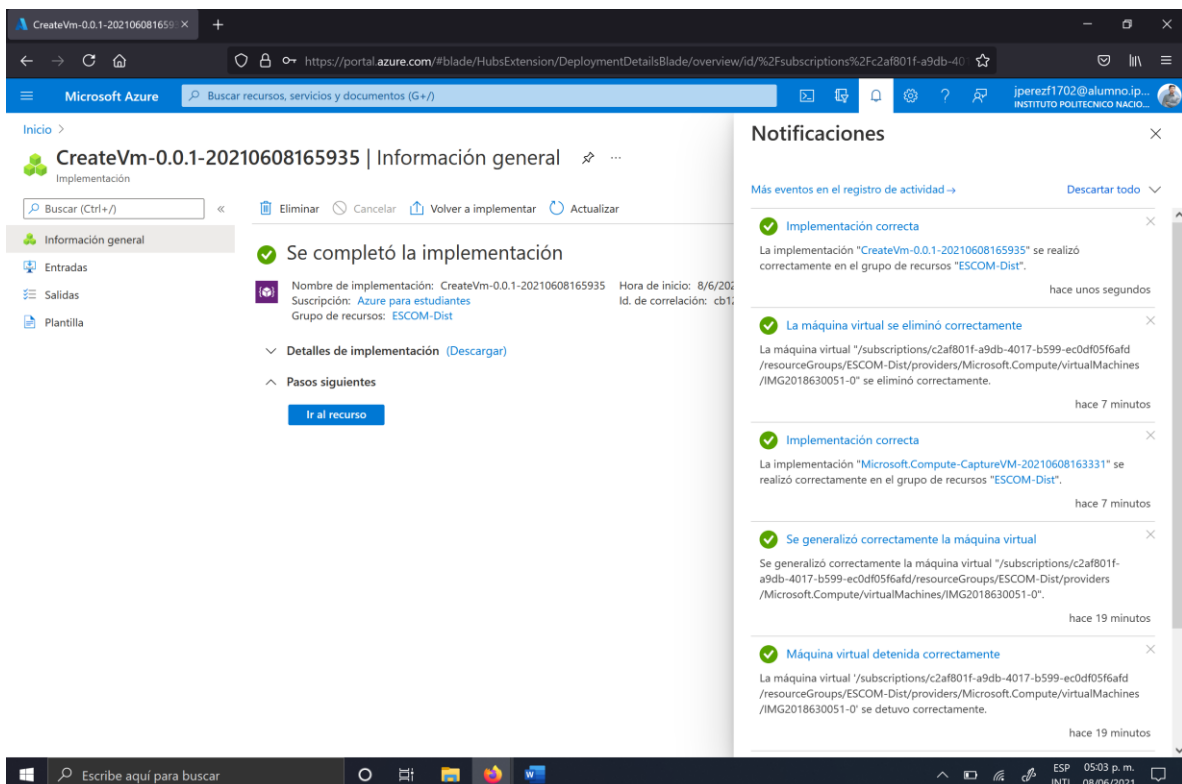 CreateVm-0.0.1-202106081659
https://portal.azure.com/#blade/HubsExtension/DeploymentDetailsBlade/overview/id/%2Fsubscriptions%2Fc2af801f-a9db-40
Microsoft Azure
Buscar recursos, servicios y documentos (G+/)
jperezf1702@alumno.ip...
INSTITUTO POLITECNICO NACIO...
Inicio >
CreateVm-0.0.1-20210608165935 | Información general
Implementación
Buscar (Ctrl+/)
Información general
Entradas
Salidas
Plantilla
Eliminar Cancelar Volver a implementar Actualizar
Se completó la implementación
Nombre de implementación: CreateVm-0.0.1-20210608165935 Hora de inicio: 8/6/202
Suscripción: Azure para estudiantes Id. de correlación: cb12
Grupo de recursos: ESCOM-Dist
Detalles de implementación (Descargar)
Pasos siguientes
Ir al recurso
Notificaciones
Más eventos en el registro de actividad → Descartar todo
Implementación correcta
La implementación "CreateVm-0.0.1-20210608165935" se realizó
correctamente en el grupo de recursos "ESCOM-Dist".
hace unos segundos
La máquina virtual se eliminó correctamente
La máquina virtual "/subscriptions/c2af801f-a9db-4017-b599-ec0df05f6afd
/resourceGroups/ESCOM-Dist/providers/Microsoft.Compute/virtualMachines
/IMG2018630051-0" se eliminó correctamente.
hace 7 minutos
Implementación correcta
La implementación "Microsoft.Compute-CaptureVM-20210608163331" se
realizó correctamente en el grupo de recursos "ESCOM-Dist".
hace 7 minutos
Se generalizó correctamente la máquina virtual
Se generalizó correctamente la máquina virtual "/subscriptions/c2af801f-
a9db-4017-b599-ec0df05f6afd/resourceGroups/ESCOM-Dist/providers
/Microsoft.Compute/virtualMachines/IMG2018630051-0".
hace 19 minutos
Máquina virtual detenida correctamente
La máquina virtual '/subscriptions/c2af801f-a9db-4017-b599-ec0df05f6afd
/resourceGroups/ESCOM-Dist/providers/Microsoft.Compute/virtualMachines
/IMG2018630051-0' se detuvo correctamente.
hace 19 minutos
Escribe aquí para buscar
ESP 05:03 p. m.
INTL 08/06/2021